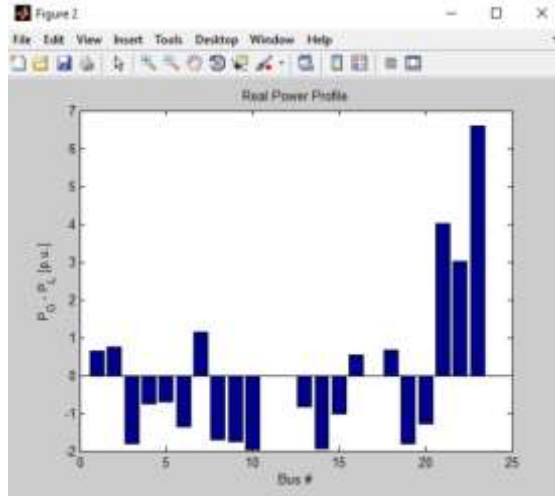 Figure 2
File Edit View Insert Tools Desktop Window Help
Real Power Profile
7
6
5
4
3
2
1
0
-1
-2
P_G - P_L [p.u.]
0 5 10 15 20 25
Bus #